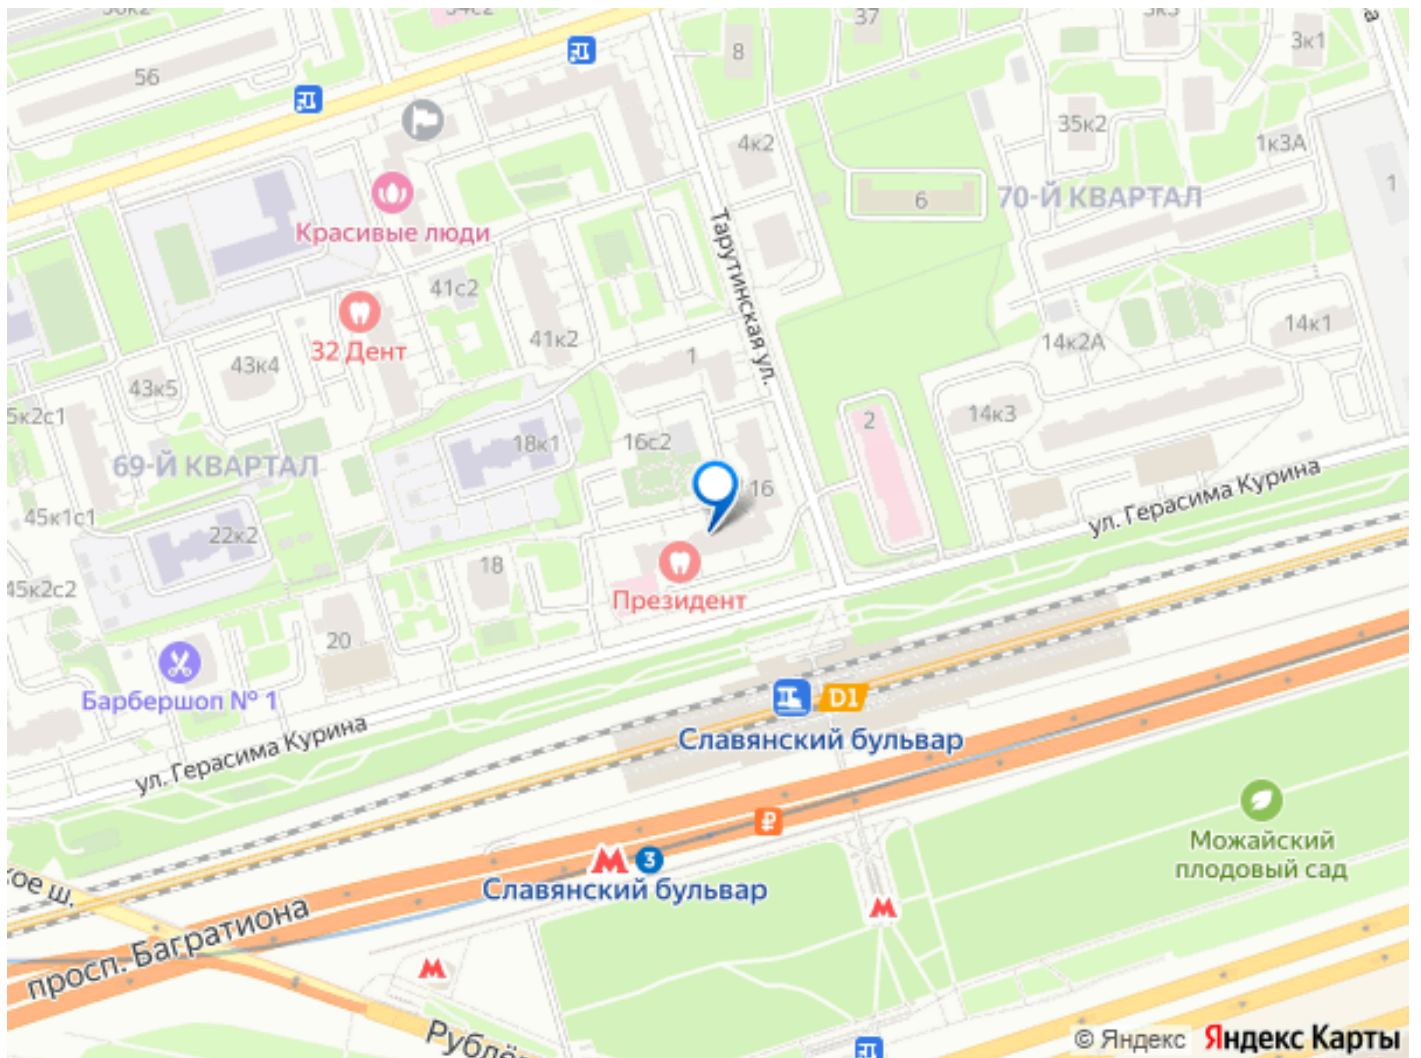 37
8
3к1
56
35к2
1к3А
4к2
1
6
70-Й КВАРТАЛ
Красивые люди
Тарутинская ул.
41с2
14к1
41к2
14к2А
32 Дент
1
43к4
43к5
2
14к3
16с2
18к1
69-Й КВАРТАЛ
16
ул. Герасима Курина
45к1с1
22к2
18
Президент
20
Барбершоп № 1
D1
Славянский бульвар
ул. Герасима Курина
₽
Можайский
плодовый сад
М 3
Славянский бульвар
М
просп. Багратиона
М
© Яндекс Яндекс Карты